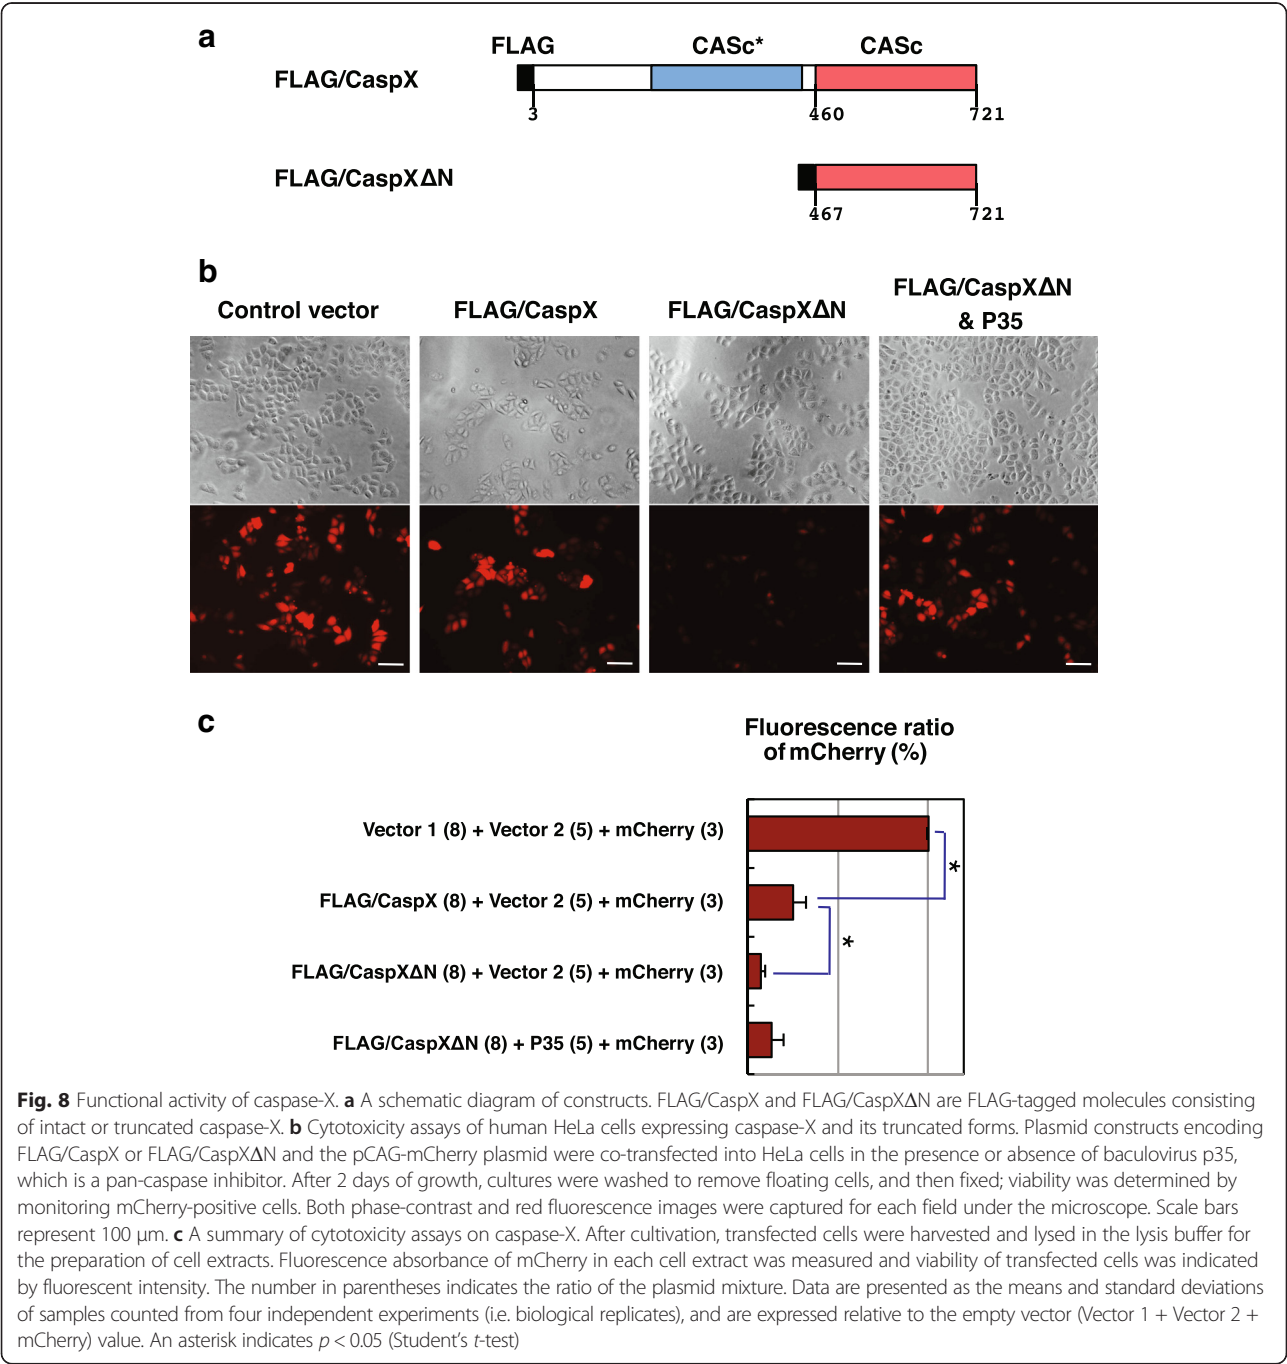 a
FLAG CASc* CASc
FLAG/CaspX
3 460 721
FLAG/CaspXΔN
467 721
b
Control vector FLAG/CaspX FLAG/CaspXΔN FLAG/CaspXΔN
& P35
c
Fluorescence ratio
of mCherry (%)
Vector 1 (8) + Vector 2 (5) + mCherry (3)
*
FLAG/CaspX (8) + Vector 2 (5) + mCherry (3)
*
FLAG/CaspXΔN (8) + Vector 2 (5) + mCherry (3)
FLAG/CaspXΔN (8) + P35 (5) + mCherry (3)
Fig. 8 Functional activity of caspase-X. a A schematic diagram of constructs. FLAG/CaspX and FLAG/CaspXΔN are FLAG-tagged molecules consisting
of intact or truncated caspase-X. b Cytotoxicity assays of human HeLa cells expressing caspase-X and its truncated forms. Plasmid constructs encoding
FLAG/CaspX or FLAG/CaspXΔN and the pCAG-mCherry plasmid were co-transfected into HeLa cells in the presence or absence of baculovirus p35,
which is a pan-caspase inhibitor. After 2 days of growth, cultures were washed to remove floating cells, and then fixed; viability was determined by
monitoring mCherry-positive cells. Both phase-contrast and red fluorescence images were captured for each field under the microscope. Scale bars
represent 100 μm. c A summary of cytotoxicity assays on caspase-X. After cultivation, transfected cells were harvested and lysed in the lysis buffer for
the preparation of cell extracts. Fluorescence absorbance of mCherry in each cell extract was measured and viability of transfected cells was indicated
by fluorescent intensity. The number in parentheses indicates the ratio of the plasmid mixture. Data are presented as the means and standard deviations
of samples counted from four independent experiments (i.e. biological replicates), and are expressed relative to the empty vector (Vector 1 + Vector 2 +
mCherry) value. An asterisk indicates p < 0.05 (Student's t-test)